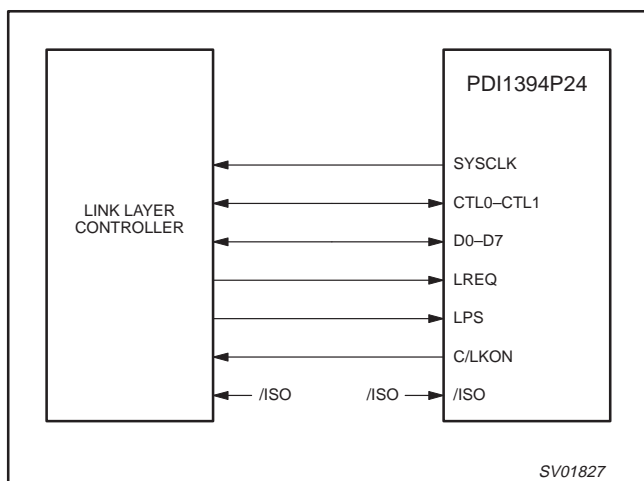 PDI1394P24
LINK LAYER
CONTROLLER
SYSCLK
CTL0–CTL1
D0–D7
LREQ
LPS
C/LKON
/ISO /ISO /ISO
SV01827